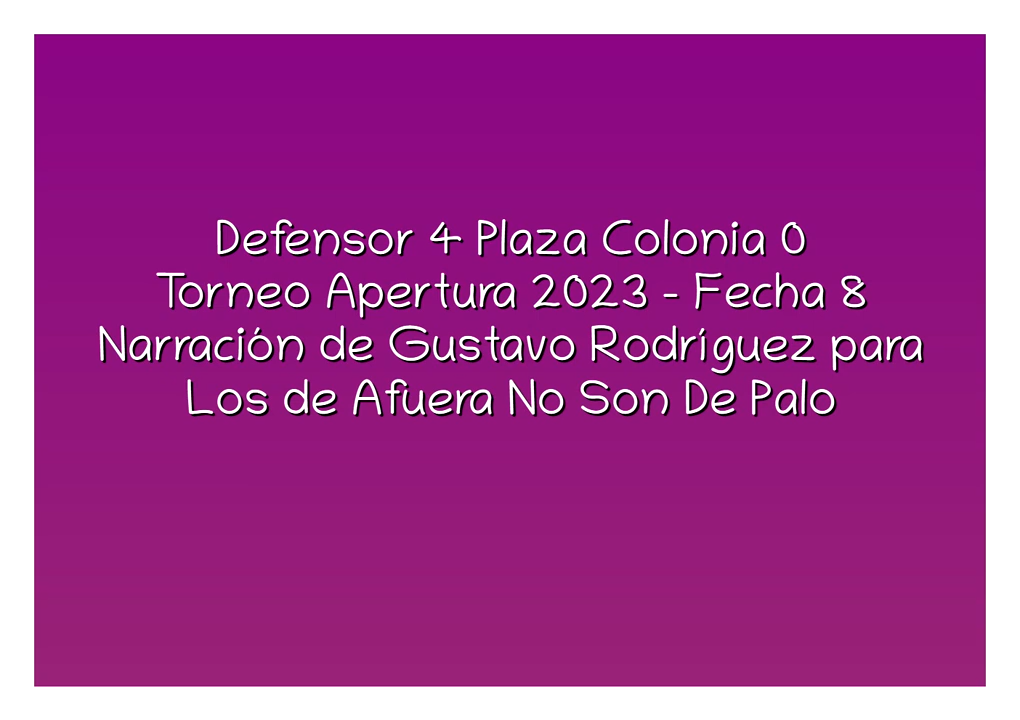 Defensor 4 Plaza Colonia 0
Torneo Apertura 2023 - Fecha 8
Narración de Gustavo Rodríguez para
Los de Afuera No Son De Palo